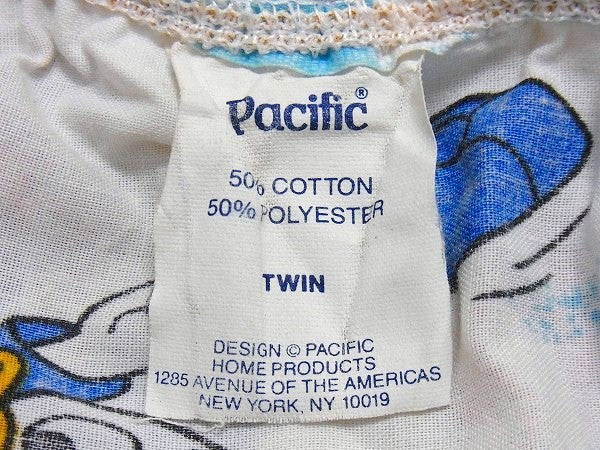 Pacific®
50% COTTON
50% POLYESTER
TWIN
DESIGN © PACIFIC
HOME PRODUCTS
1285 AVENUE OF THE AMERICAS
NEW YORK, NY 10019